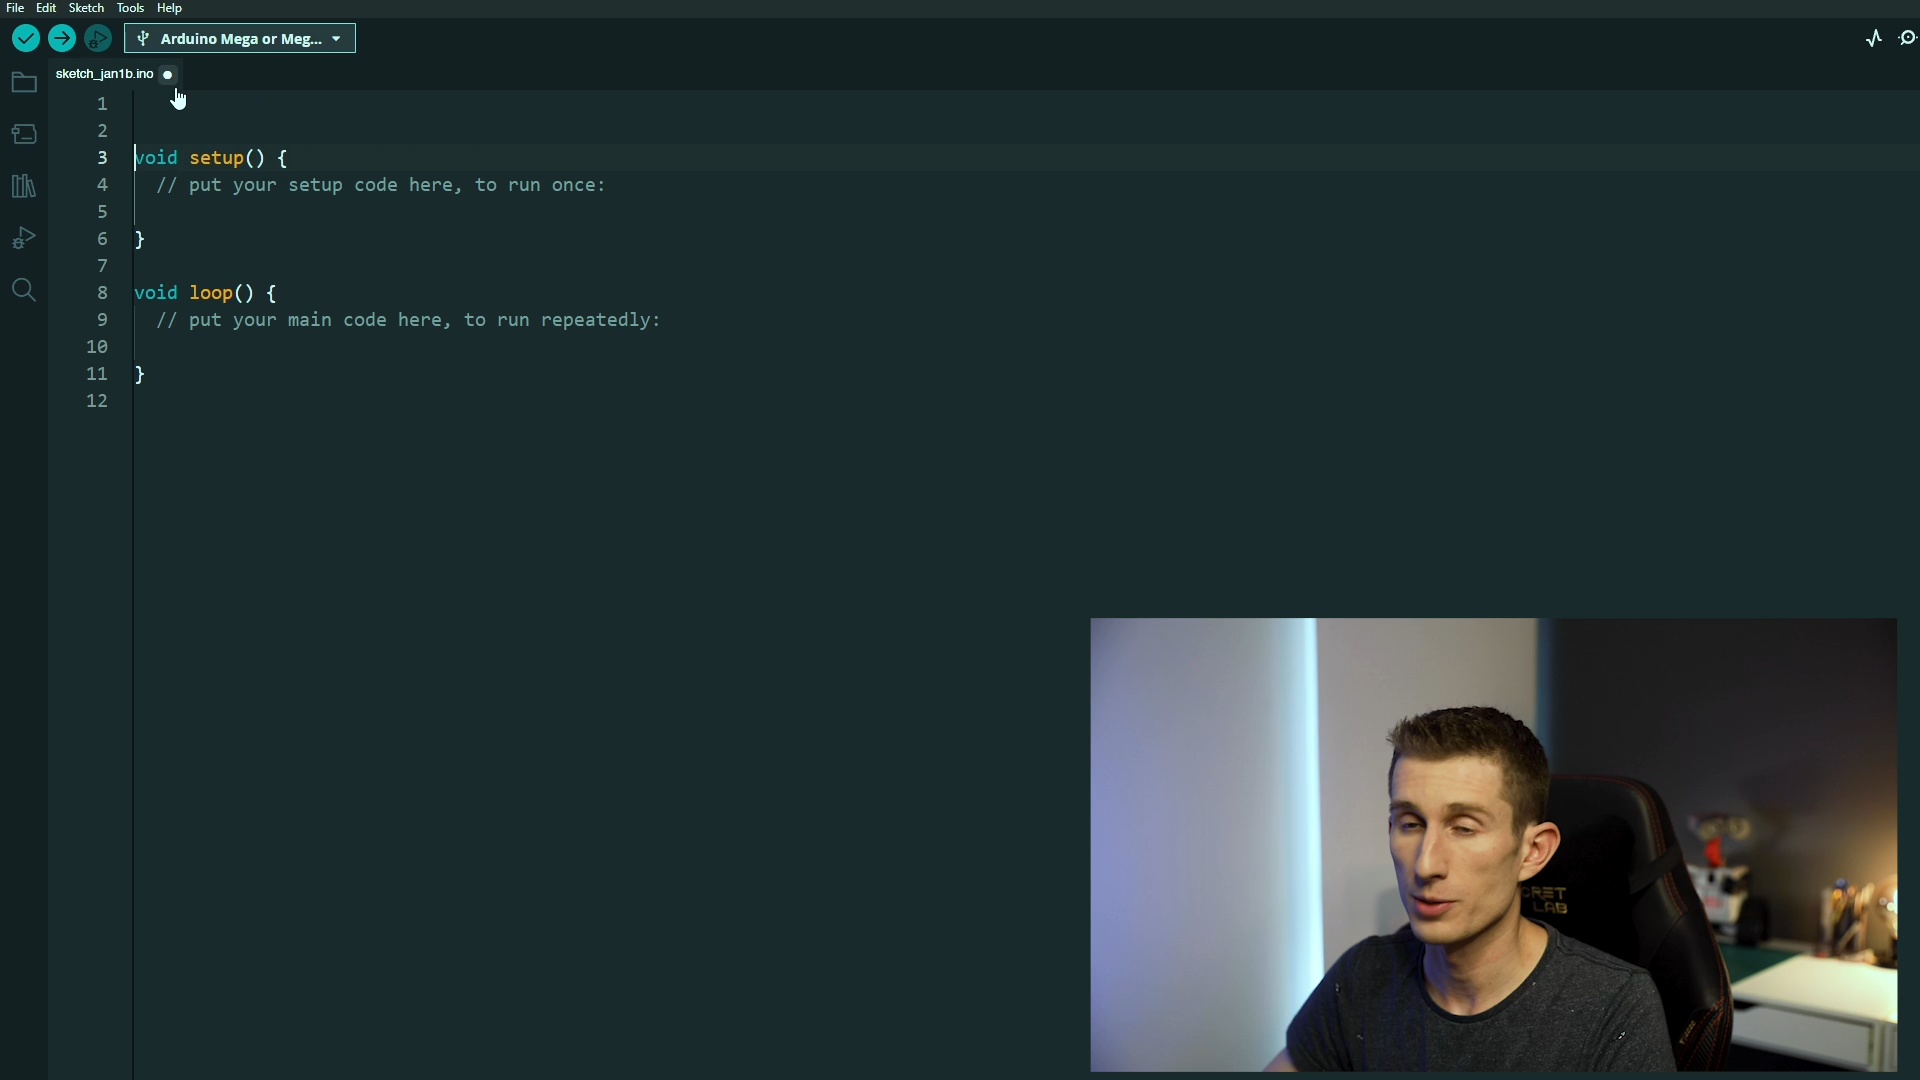 File Edit Sketch Tools Help
Arduino Mega or Meg...
sketch_jan1b.ino
1
2
3 void setup() {
4 // put your setup code here, to run once:
5
6 }
7
8 void loop() {
9 // put your main code here, to run repeatedly:
10
11 }
12
CRET
LAB